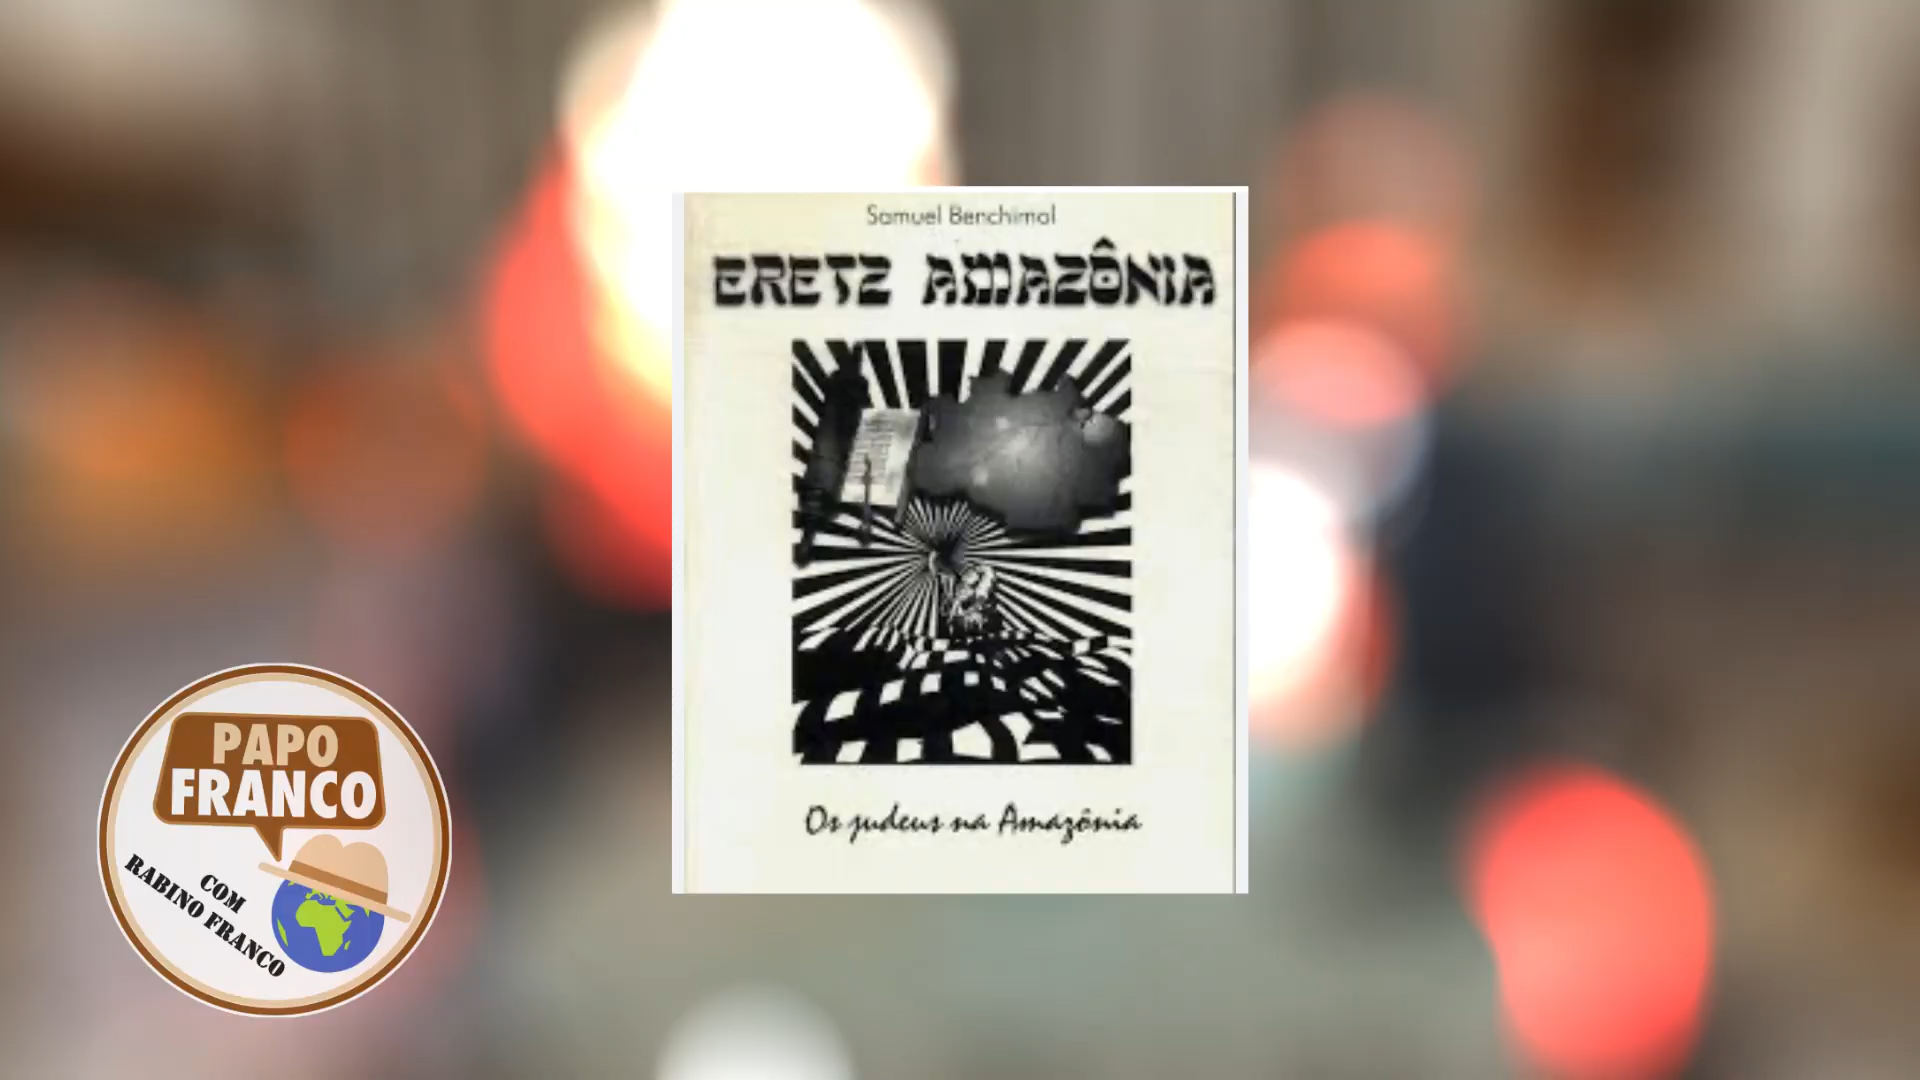 Samuel Benchimol
ERETZ AMAZÔNIA
Os judeus na Amazônia
PAPO
FRANCO
COM
RABINO FRANCO